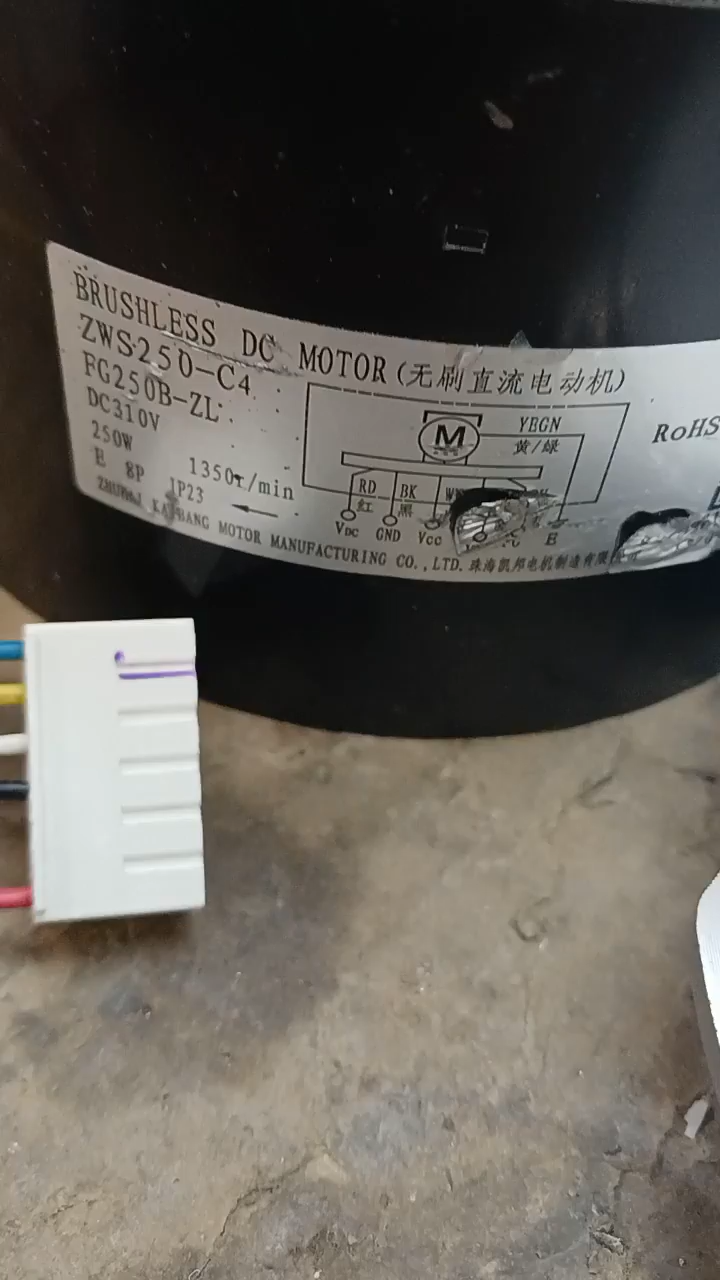 BRUSHLESS DC MOTOR(无刷直流电动机)
ZWS250-C4
FG250B-ZL
DC310V
250W 1350r/min
E 8P IP23
ZHUHAI KAIBANG MOTOR MANUFACTURING CO.,LTD. 珠海凯邦电机制造有限
M
YEGN
黄/绿
RD BK
红 黑
VDC GND VCC E
RoHS